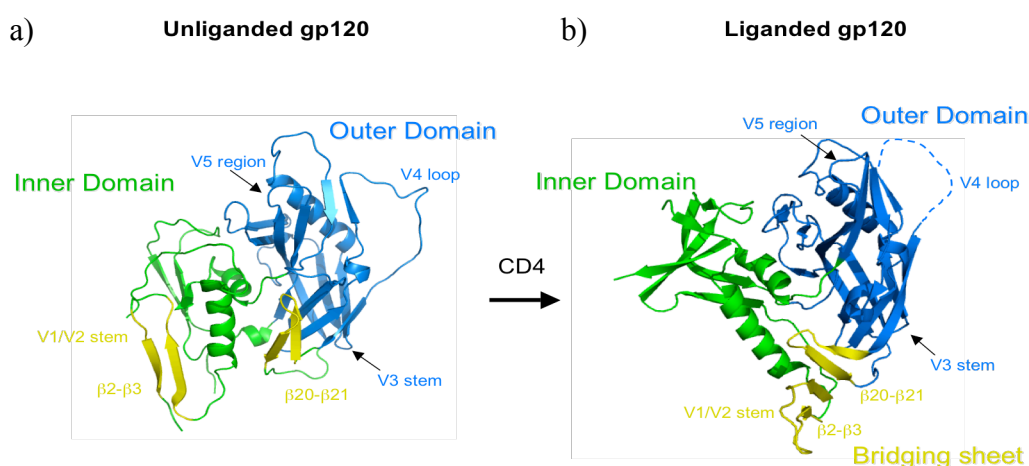 a)
Unliganded gp120
Outer Domain
V5 region
Inner Domain
V4 loop
V1/V2 stem
β2-β3
β20-β21
V3 stem
CD4
b)
Liganded gp120
V5 region
Outer Domain
Inner Domain
V4 loop
V3 stem
β20-β21
V1/V2 stem
β2-β3
Bridging sheet